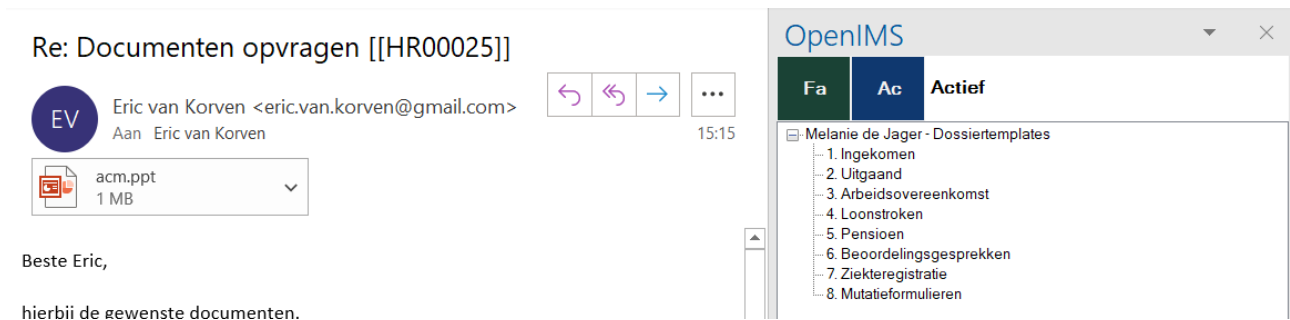 Re: Documenten opvragen [[HR00025]]
EV
Eric van Korven <eric.van.korven@gmail.com>
Aan Eric van Korven
15:15
acm.ppt
1 MB
Beste Eric,
hierbij de gewenste documenten.
OpenIMS
Fa
Ac
Actief
Melanie de Jager - Dossiertemplates
1. Ingekomen
2. Uitgaand
3. Arbeidsovereenkomst
4. Loonstroken
5. Pensioen
6. Beoordelingsgesprekken
7. Ziekteregistratie
8. Mutatieformulieren